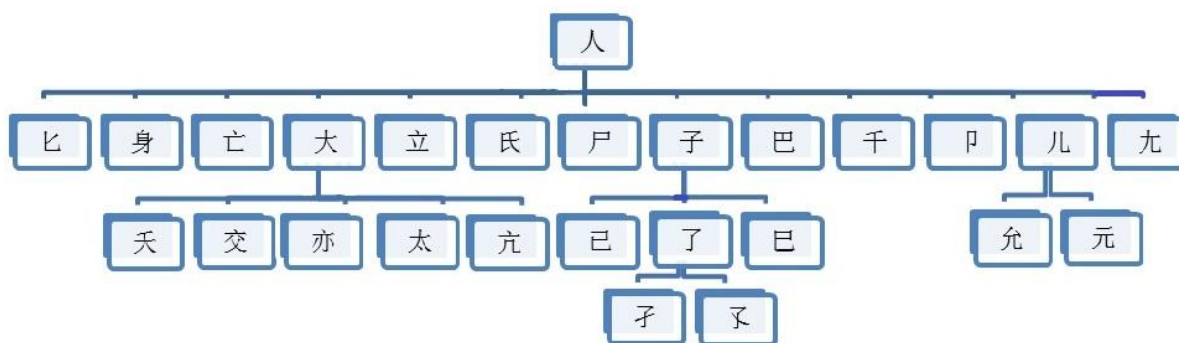 人
匕 身 亡 大 立 氏 尸 子 巴 千 卩 儿 尢
夭 交 亦 太 亢 已 了 巳 允 元
孑 孓